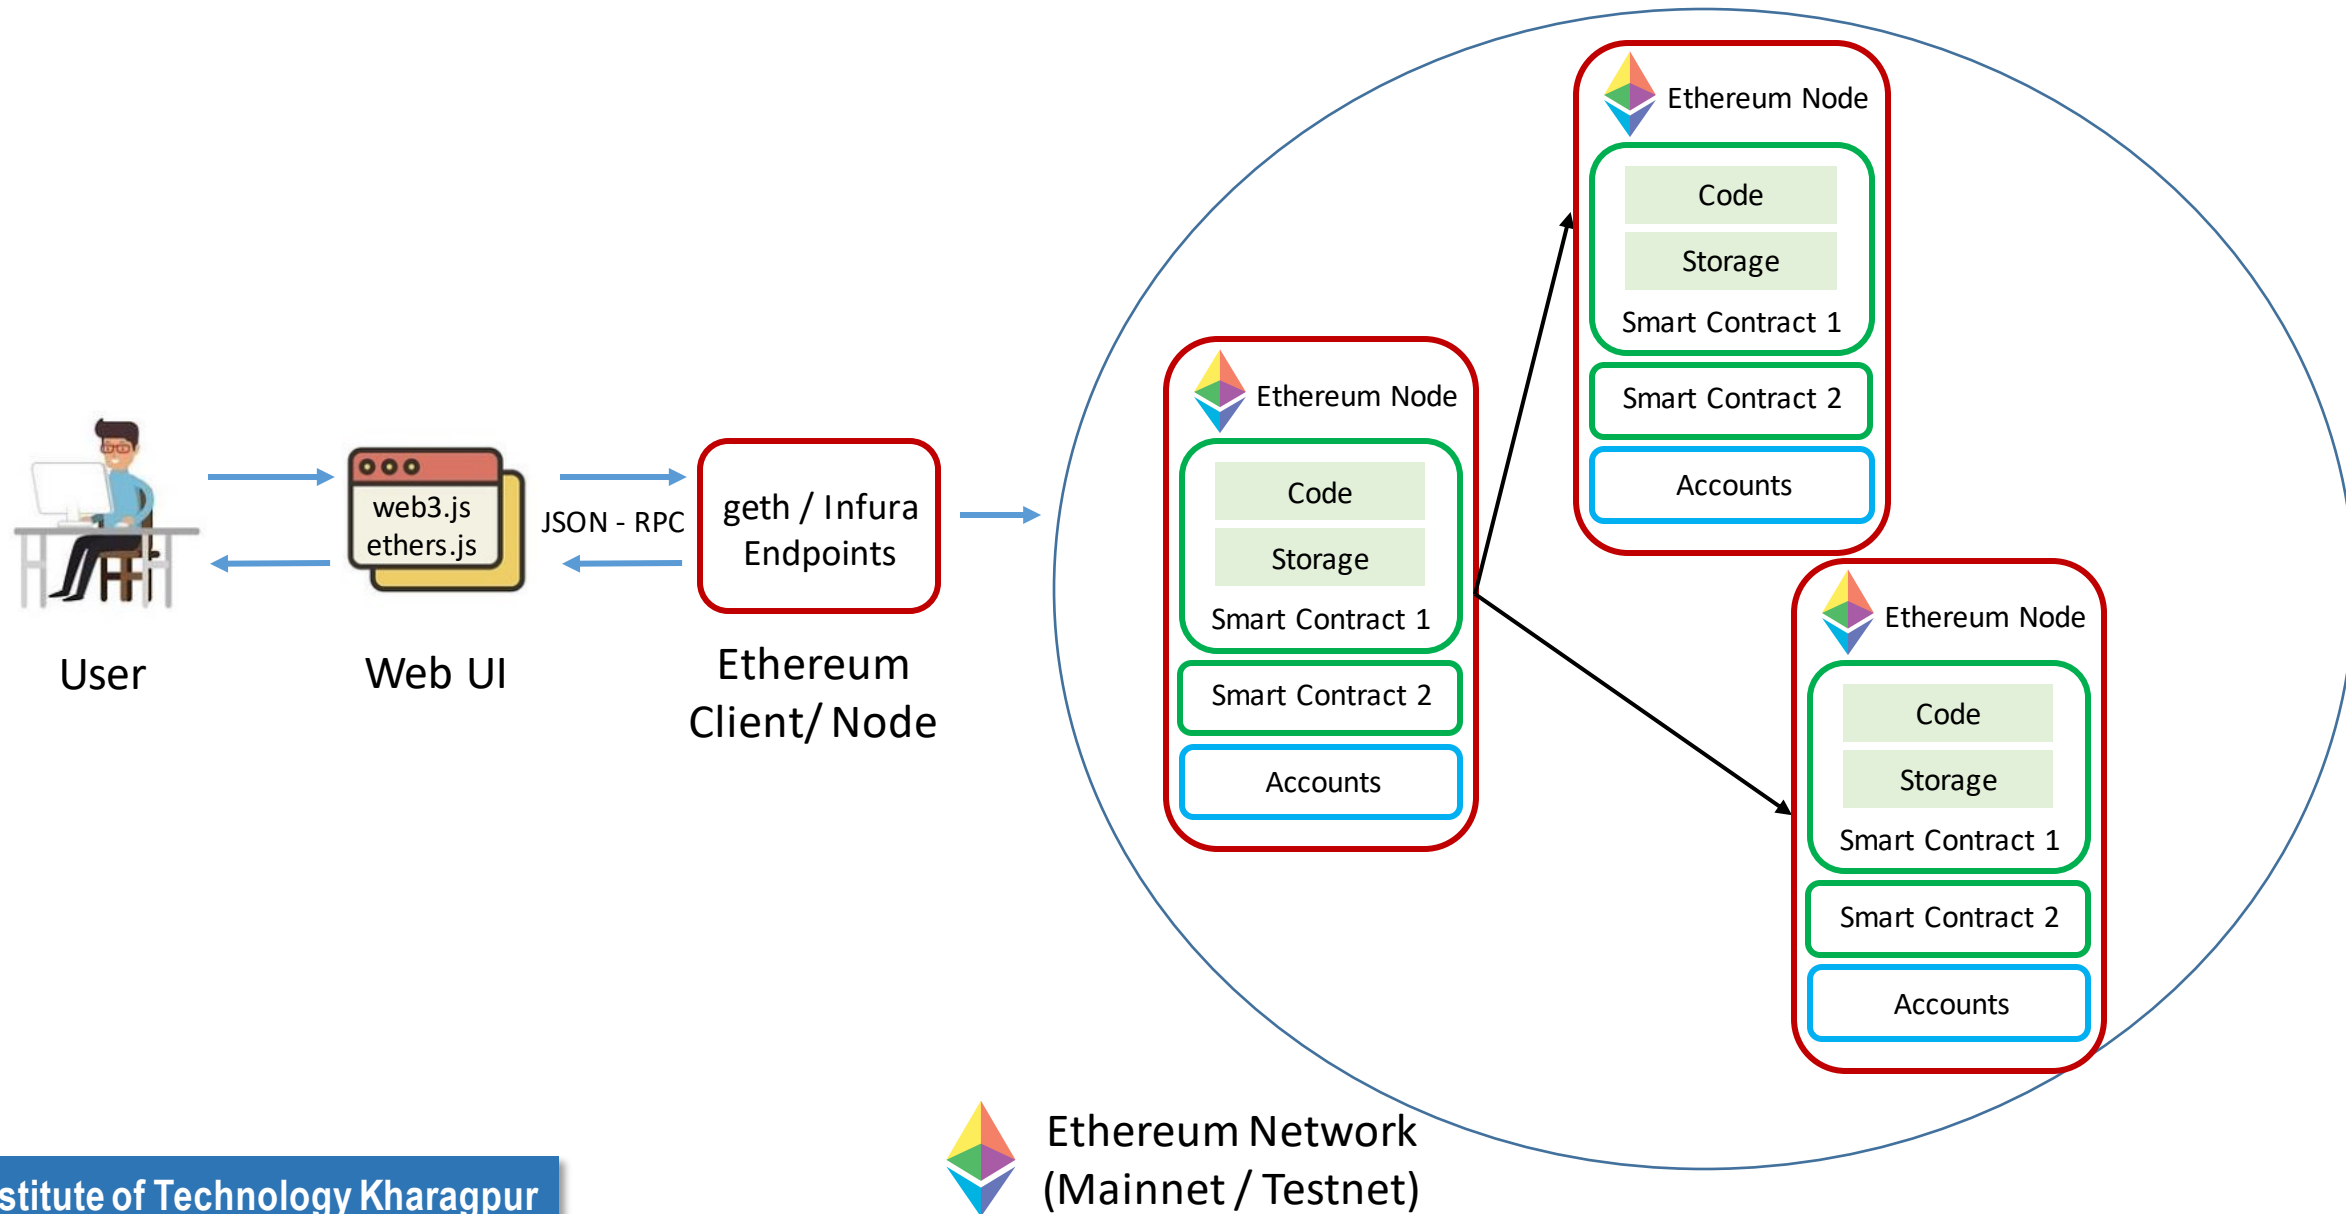 User
web3.js
ethers.js
Web UI
JSON - RPC
geth / Infura
Endpoints
Ethereum
Client/ Node
Ethereum Node
Code
Storage
Smart Contract 1
Smart Contract 2
Accounts
Ethereum Node
Code
Storage
Smart Contract 1
Smart Contract 2
Accounts
Ethereum Node
Code
Storage
Smart Contract 1
Smart Contract 2
Accounts
Ethereum Network
(Mainnet / Testnet)
of Technology Kharagpur